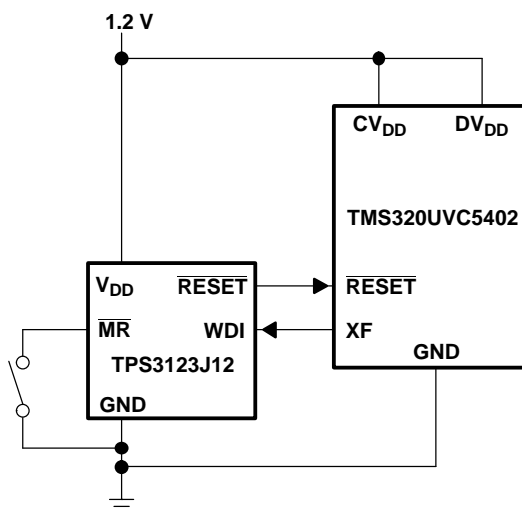 1.2 V
CVDD DVDD
TMS320UVC5402
VDD RESET RESET
MR WDI XF
TPS3123J12 GND
GND